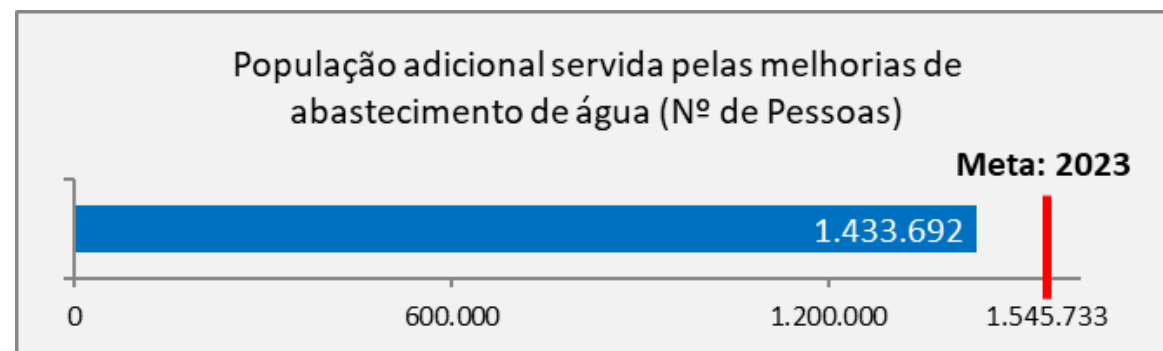 População adicional servida pelas melhorias de
abastecimento de água (Nº de Pessoas)
Meta: 2023
1.433.692
0 600.000 1.200.000 1.545.733